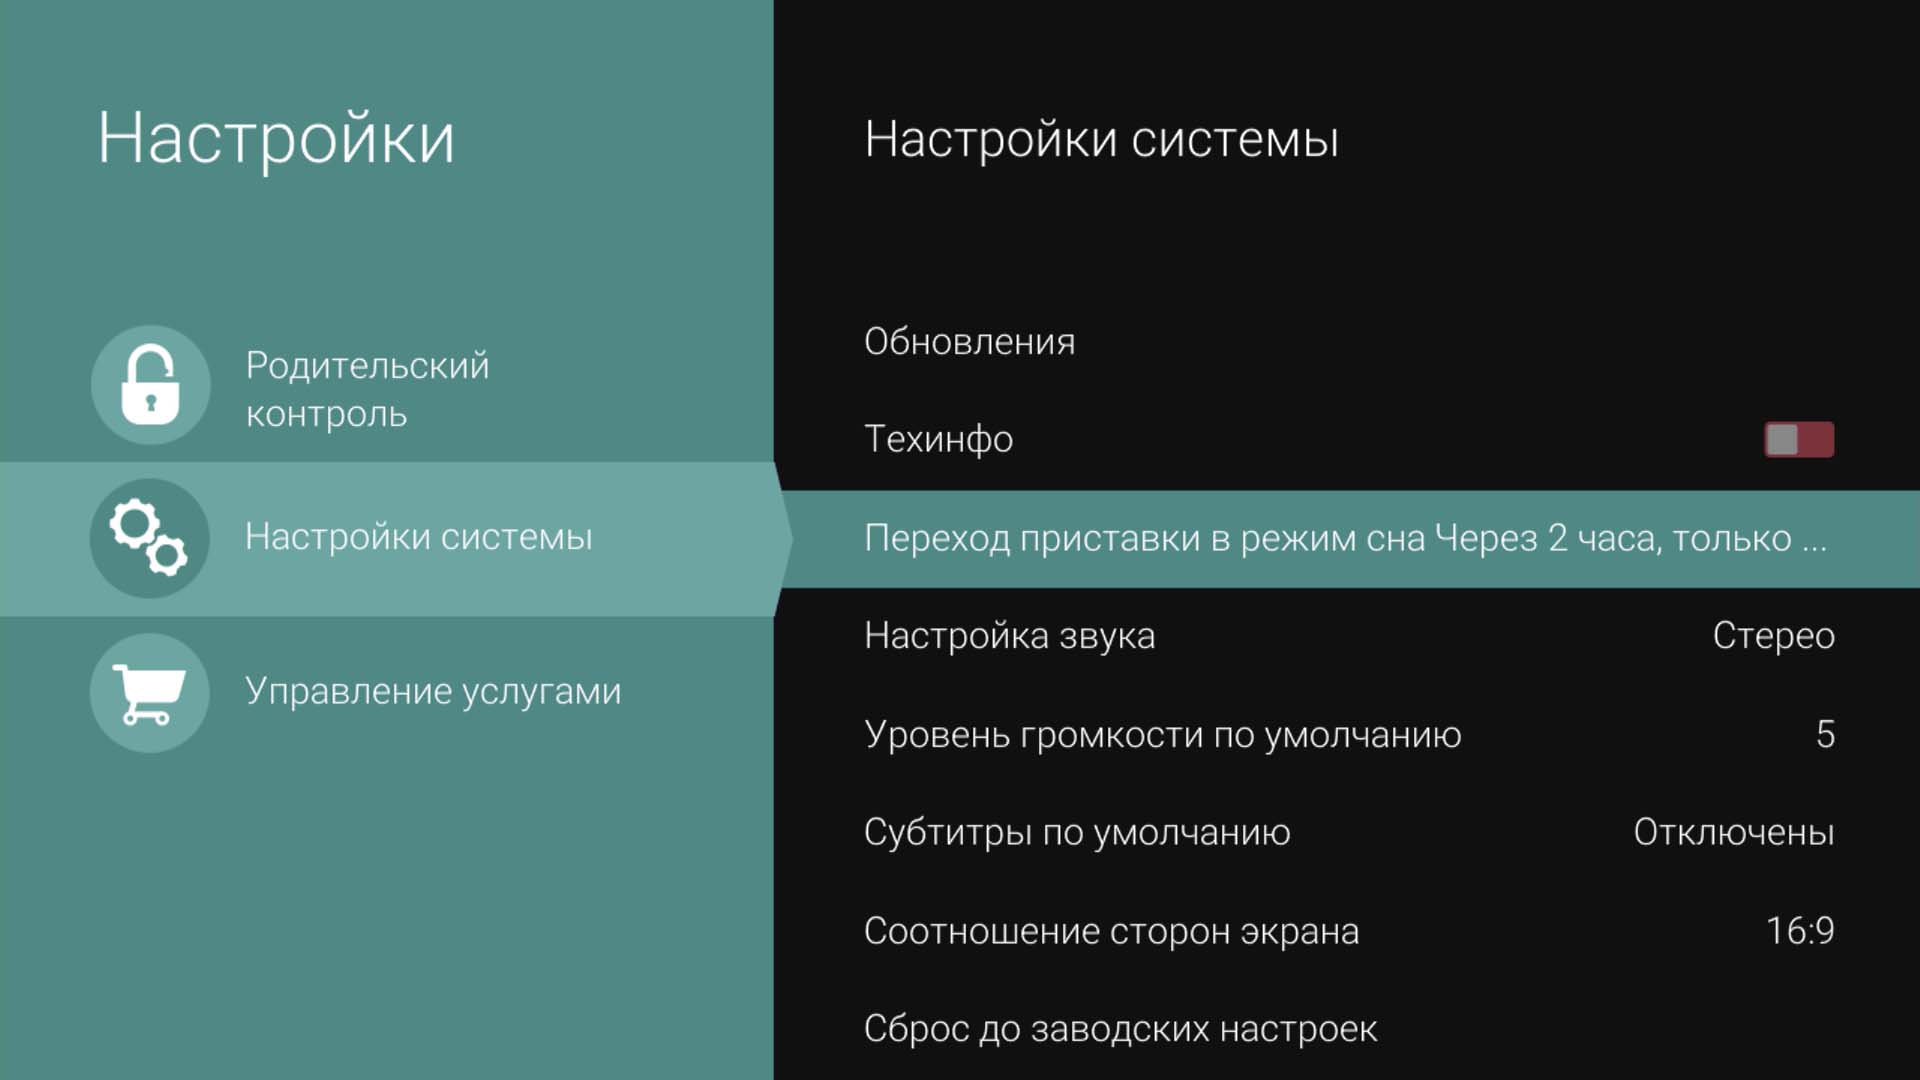 Настройки
Родительский
контроль
Настройки системы
Управление услугами
Настройки системы
Обновления
Техинфо
Переход приставки в режим сна Через 2 часа, только ...
Настройка звука Стерео
Уровень громкости по умолчанию 5
Субтитры по умолчанию Отключены
Соотношение сторон экрана 16:9
Сброс до заводских настроек